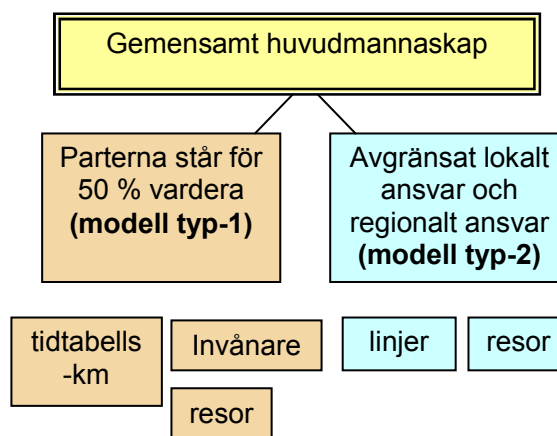 Gemensamt huvudmannaskap
Parterna står för
50 % vardera
(modell typ-1)
Avgränsat lokalt
ansvar och
regionalt ansvar
(modell typ-2)
tidtabells
-km
Invånare
resor
linjer
resor